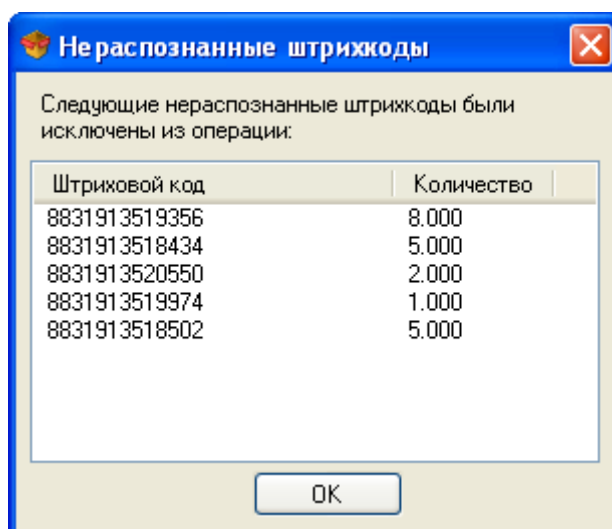 Нераспознанные штрихкоды
Следующие нераспознанные штрихкоды были
исключены из операции:
Штриховой код Количество
8831913519356 8.000
8831913518434 5.000
8831913520550 2.000
8831913519974 1.000
8831913518502 5.000
OK